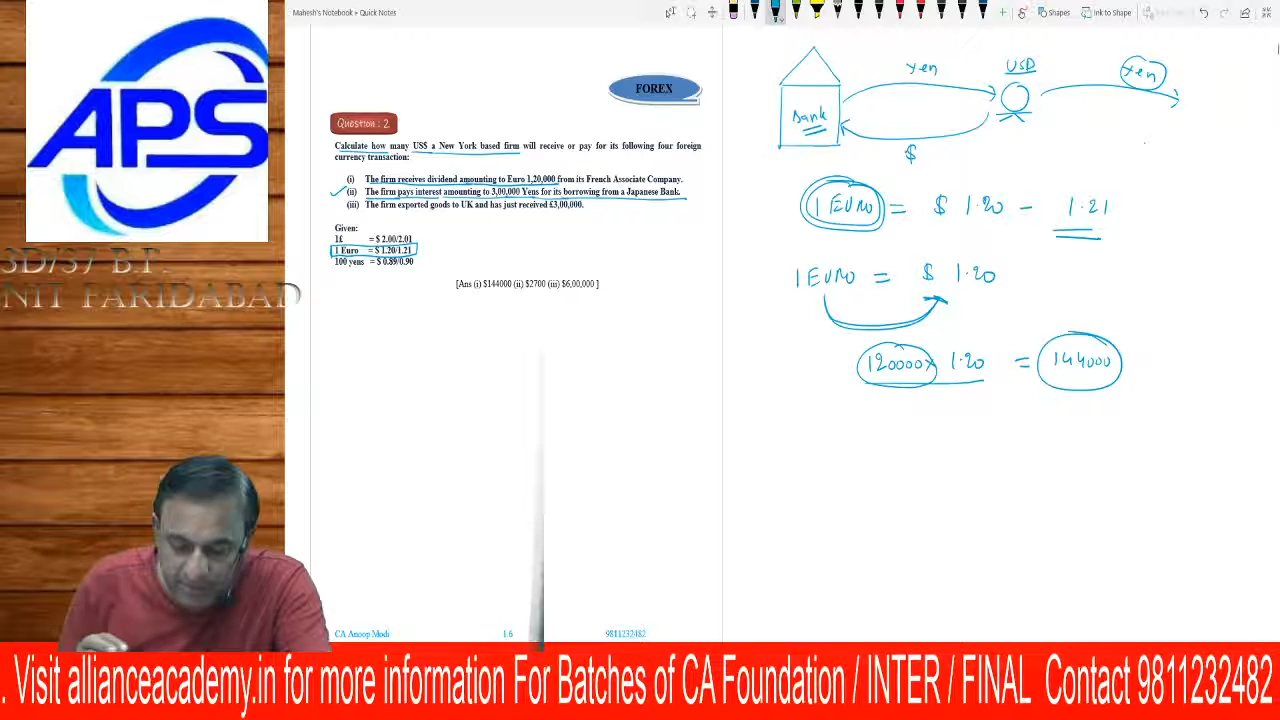 Mahesh's Notebook + Quick Notes
Shapes
Ink to Shape
APS
3D/37 B.P.
NIT FARIDABAD
FOREX
Question : 2
Calculate how many US$ a New York based firm will receive or pay for its following four foreign
currency transaction:
(i) The firm receives dividend amounting to Euro 1,20,000 from its French Associate Company.
(ii) The firm pays interest amounting to 3,00,000 Yens for its borrowing from a Japanese Bank.
(iii) The firm exported goods to UK and has just received £3,00,000.
Given:
1£ = $ 2.00/2.01
1 Euro = $ 1.20/1.21
100 yens = $ 0.89/0.90
[Ans (i) $144000 (ii) $2700 (iii) $6,00,000 ]
CA Anoop Modi 1.6 9811232482
Bank
yen
USD
yen
$
1 EURO = $ 1.20 - 1.21
1 EURO = $ 1.20
120000 x 1.20 = 144000
. Visit allianceacademy.in for more information For Batches of CA Foundation / INTER / FINAL Contact 9811232482